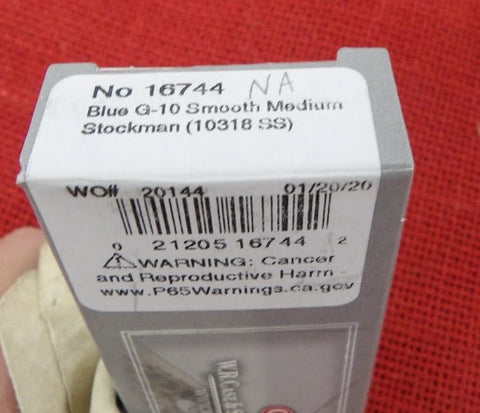 No 16744 NA
Blue G-10 Smooth Medium
Stockman (10318 SS)
WO# 20144 01/20/20
0 21205 16744 2
⚠WARNING: Cancer
and Reproductive Harm -
www.P65Warnings.ca.gov
W.R. CASE & S